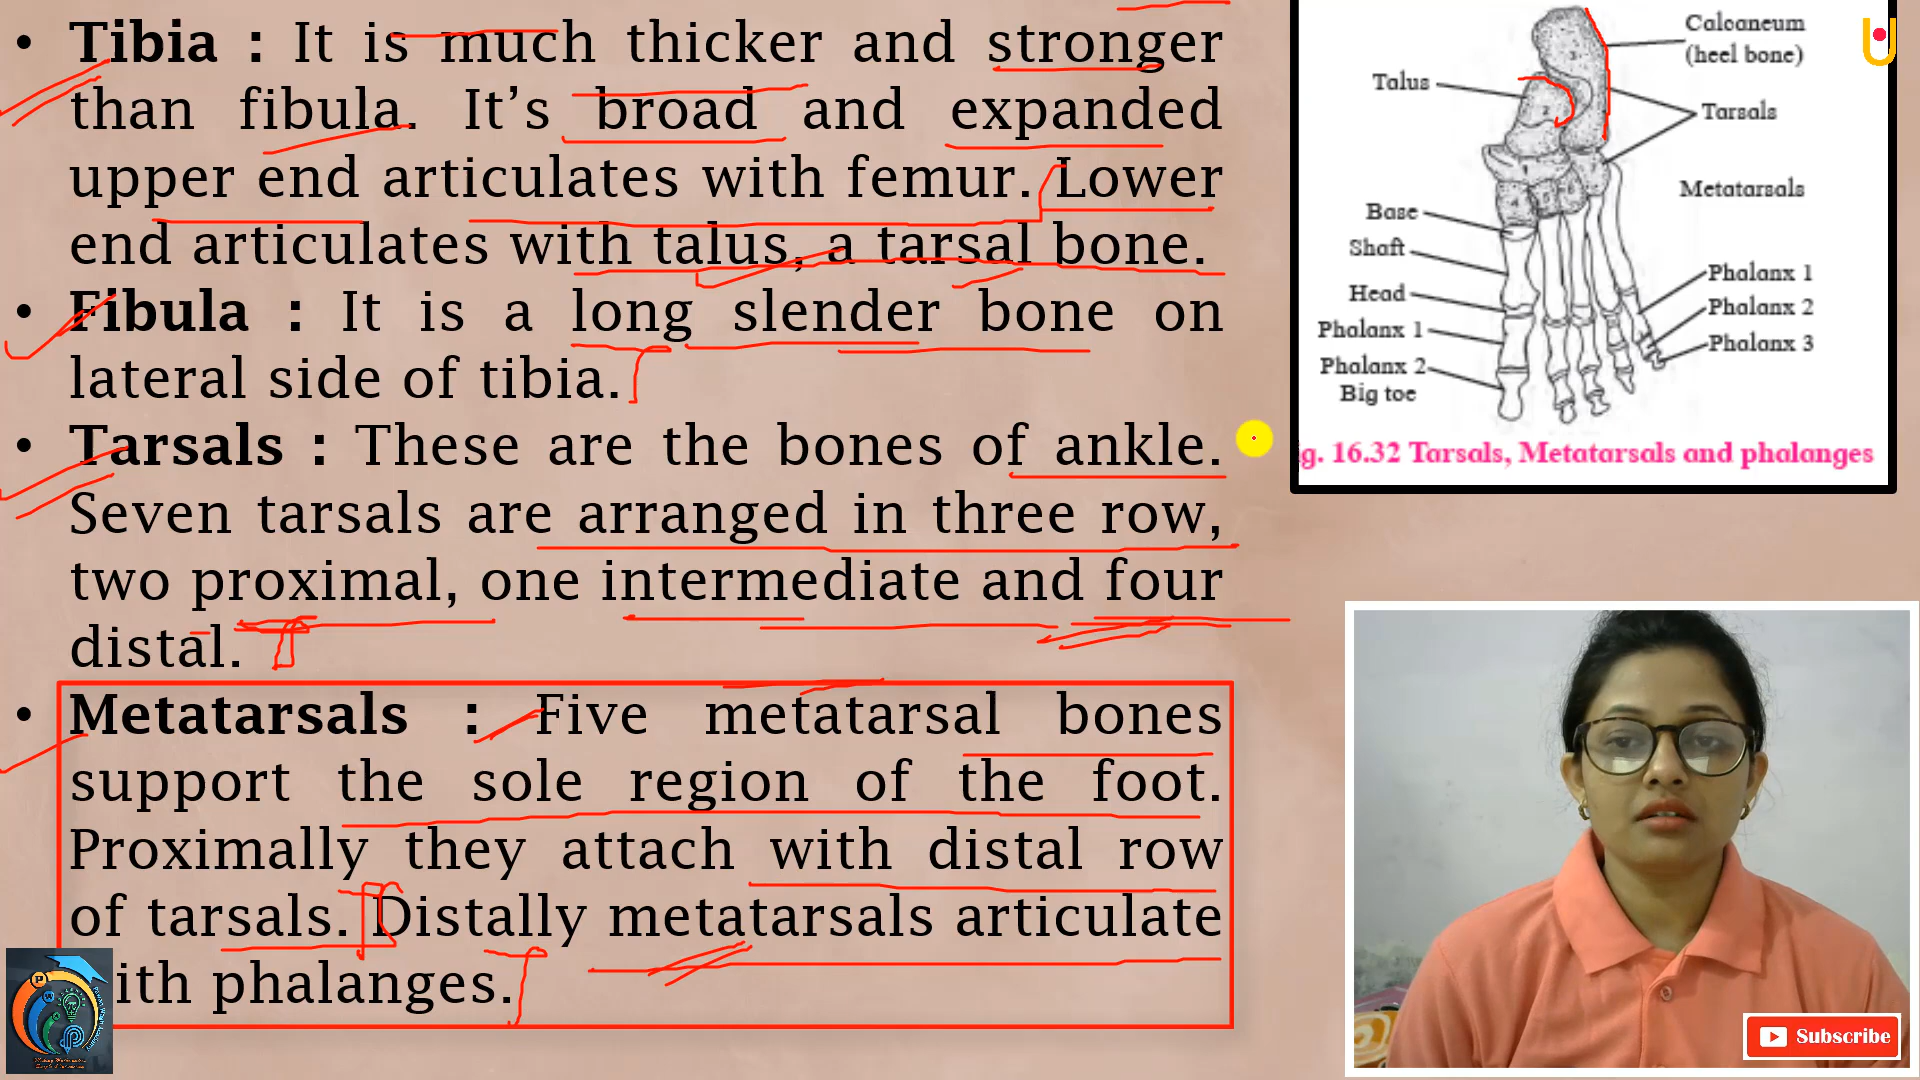 • Tibia : It is much thicker and stronger
than fibula. It's broad and expanded
upper end articulates with femur. Lower
end articulates with talus, a tarsal bone.
• Fibula : It is a long slender bone on
lateral side of tibia.
• Tarsals : These are the bones of ankle.
Seven tarsals are arranged in three row,
two proximal, one intermediate and four
distal.
• Metatarsals : Five metatarsal bones
support the sole region of the foot.
Proximally they attach with distal row
of tarsals. Distally metatarsals articulate
ith phalanges.
Calcaneum
(heel bone)
Talus
Tarsals
Metatarsals
Base
Shaft
Head
Phalanx 1
Phalanx 2
Big toe
Phalanx 1
Phalanx 2
Phalanx 3
g. 16.32 Tarsals, Metatarsals and phalanges
Subscribe